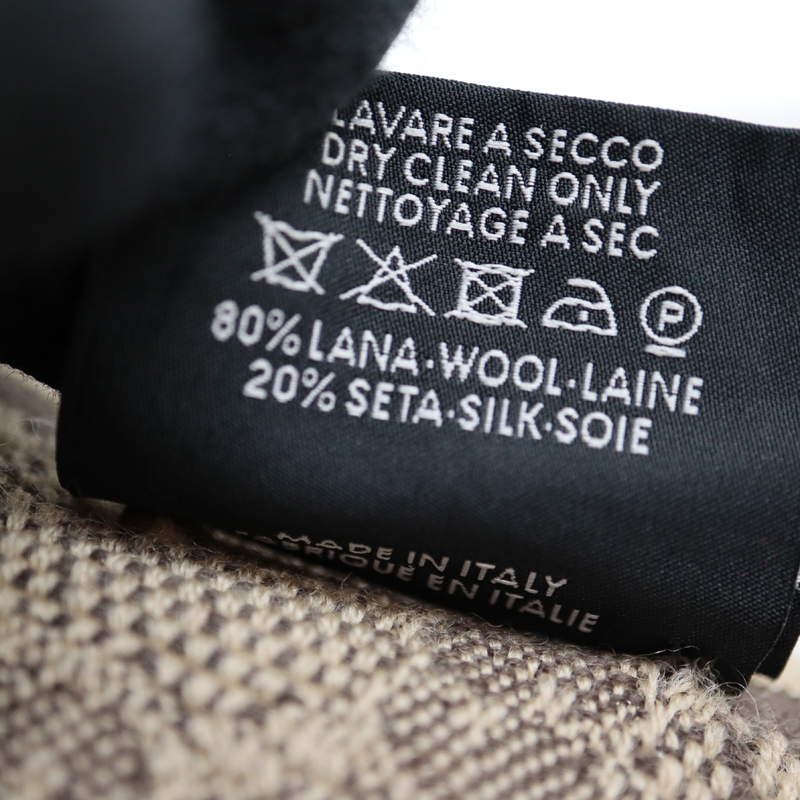 LAVARE A SECCO
DRY CLEAN ONLY
NETTOYAGE A SEC
P
80% LANA·WOOL·LAINE
20% SETA·SILK·SOIE
MADE IN ITALY
FABRIQUE EN ITALIE